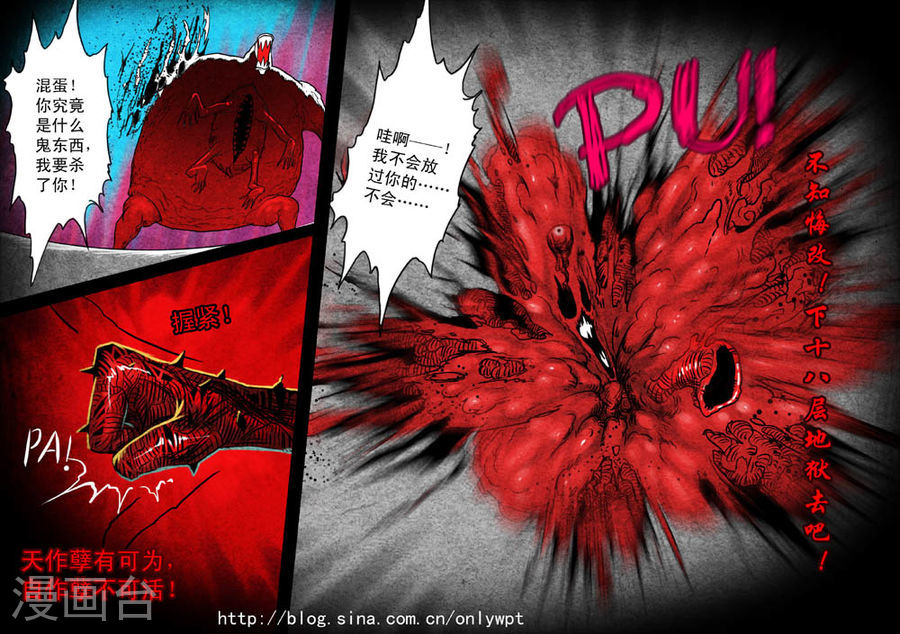 混蛋！
你究竟
是什么
鬼东西，
我要杀
了你！
握紧！
PA!
天作孽有可为，
自作孽不可活！
漫画台
哇啊——！
我不会放
过你的……
不会……
PU!
不知悔改！下十八层地狱去吧！
http://blog.sina.com.cn/onlywpt